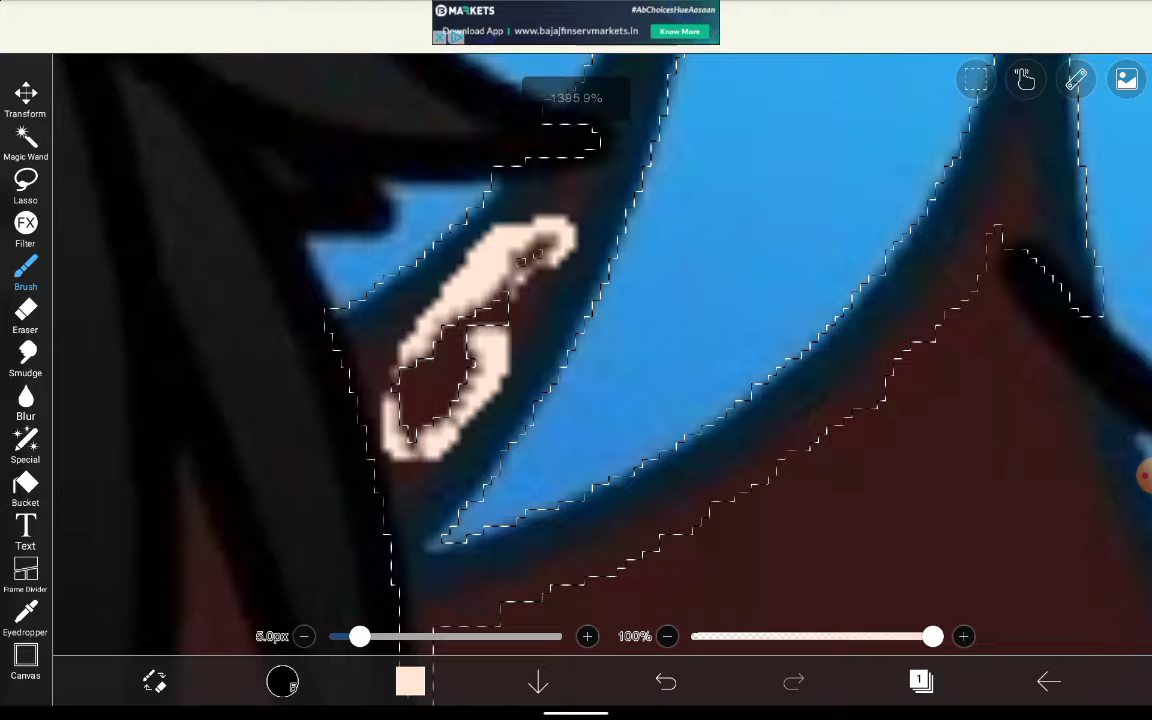 MARKETS
#AbChoicesHueAasaan
Download App | www.bajajfinservmarkets.in
Know More
-1395.9%
Transform
Magic Wand
Lasso
FX
Filter
Brush
Eraser
Smudge
Blur
Special
Bucket
T
Text
Frame Divider
Eyedropper
Canvas
5.0px
100%
1